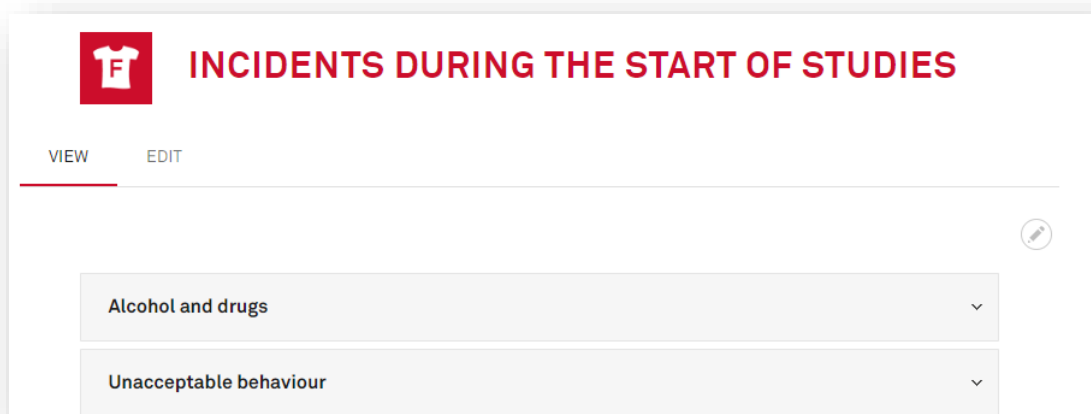 F
INCIDENTS DURING THE START OF STUDIES
VIEW EDIT
Alcohol and drugs
Unacceptable behaviour